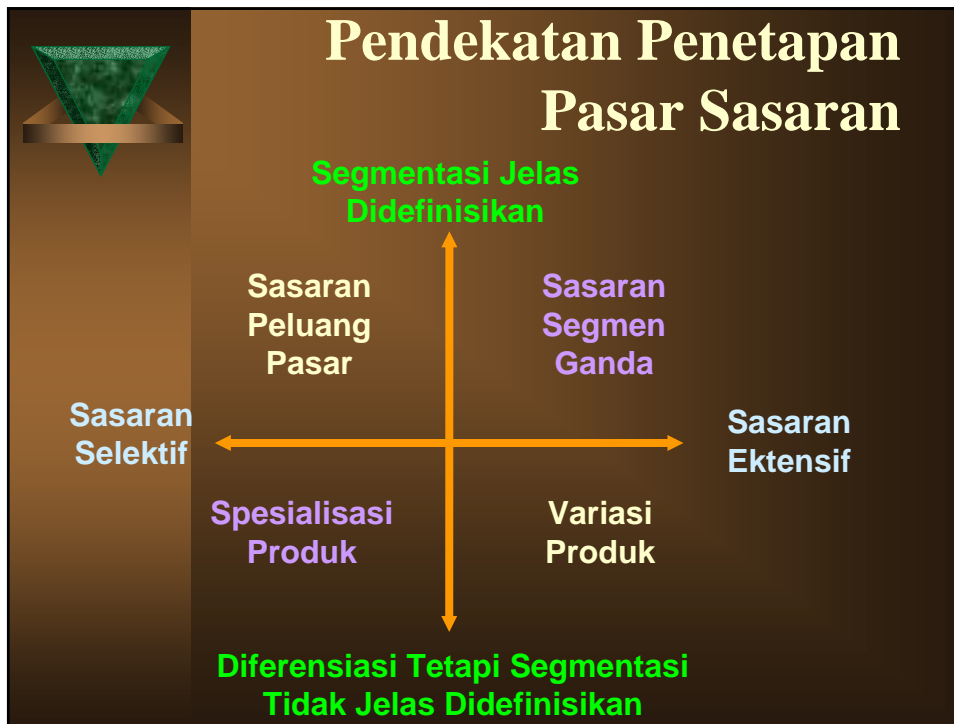 Pendekatan Penetapan
Pasar Sasaran
Segmentasi Jelas
Didefinisikan
Sasaran
Peluang
Pasar
Sasaran
Segmen
Ganda
Sasaran
Selektif
Sasaran
Ektensif
Spesialisasi
Produk
Variasi
Produk
Diferensiasi Tetapi Segmentasi
Tidak Jelas Didefinisikan